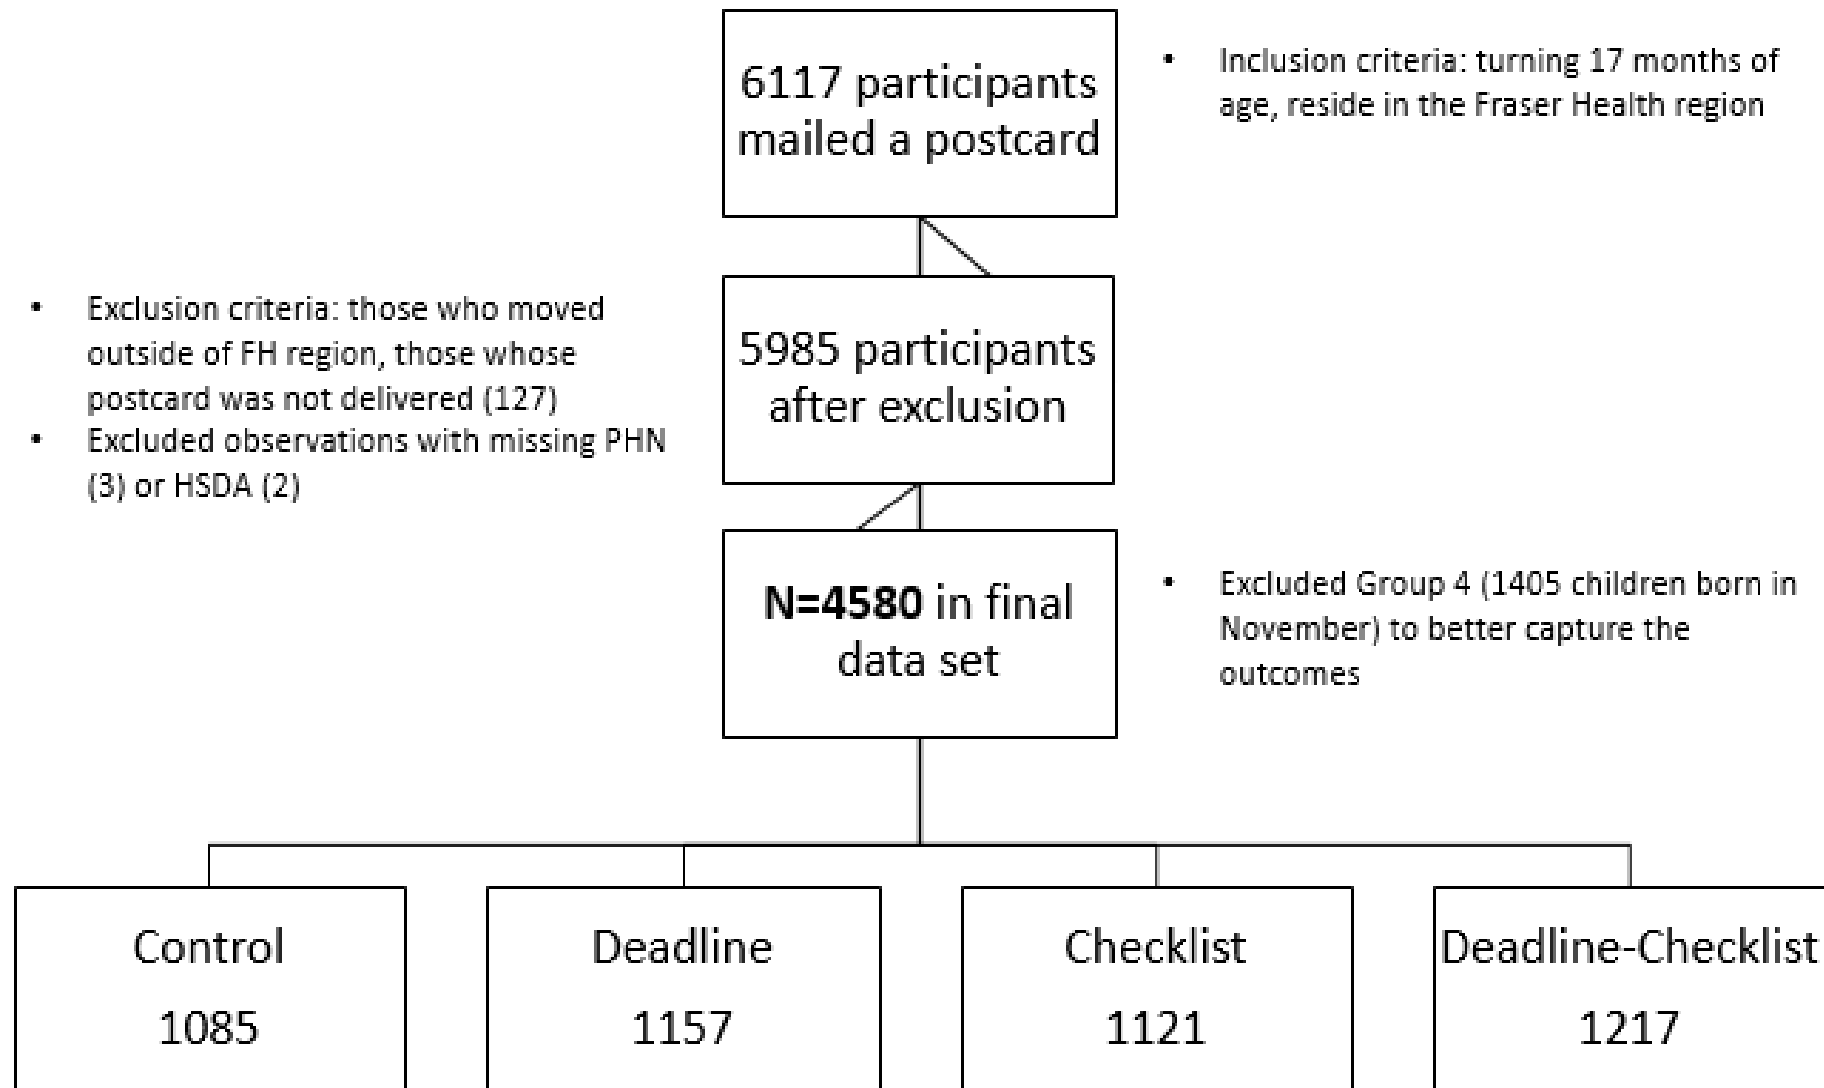 6117 participants
mailed a postcard
• Inclusion criteria: turning 17 months of
age, reside in the Fraser Health region
• Exclusion criteria: those who moved
outside of FH region, those whose
postcard was not delivered (127)
• Excluded observations with missing PHN
(3) or HSDA (2)
5985 participants
after exclusion
N=4580 in final
data set
• Excluded Group 4 (1405 children born in
November) to better capture the
outcomes
Control
1085
Deadline
1157
Checklist
1121
Deadline-Checklist
1217